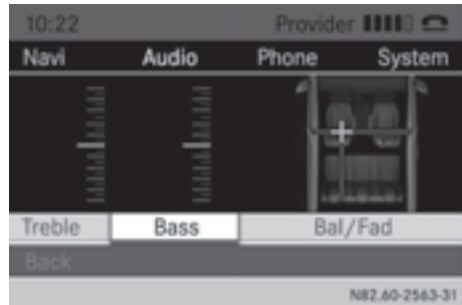 10:22 Provider
Navi Audio Phone System
Treble Bass Bal/Fad
Back
N82.60-2563-31